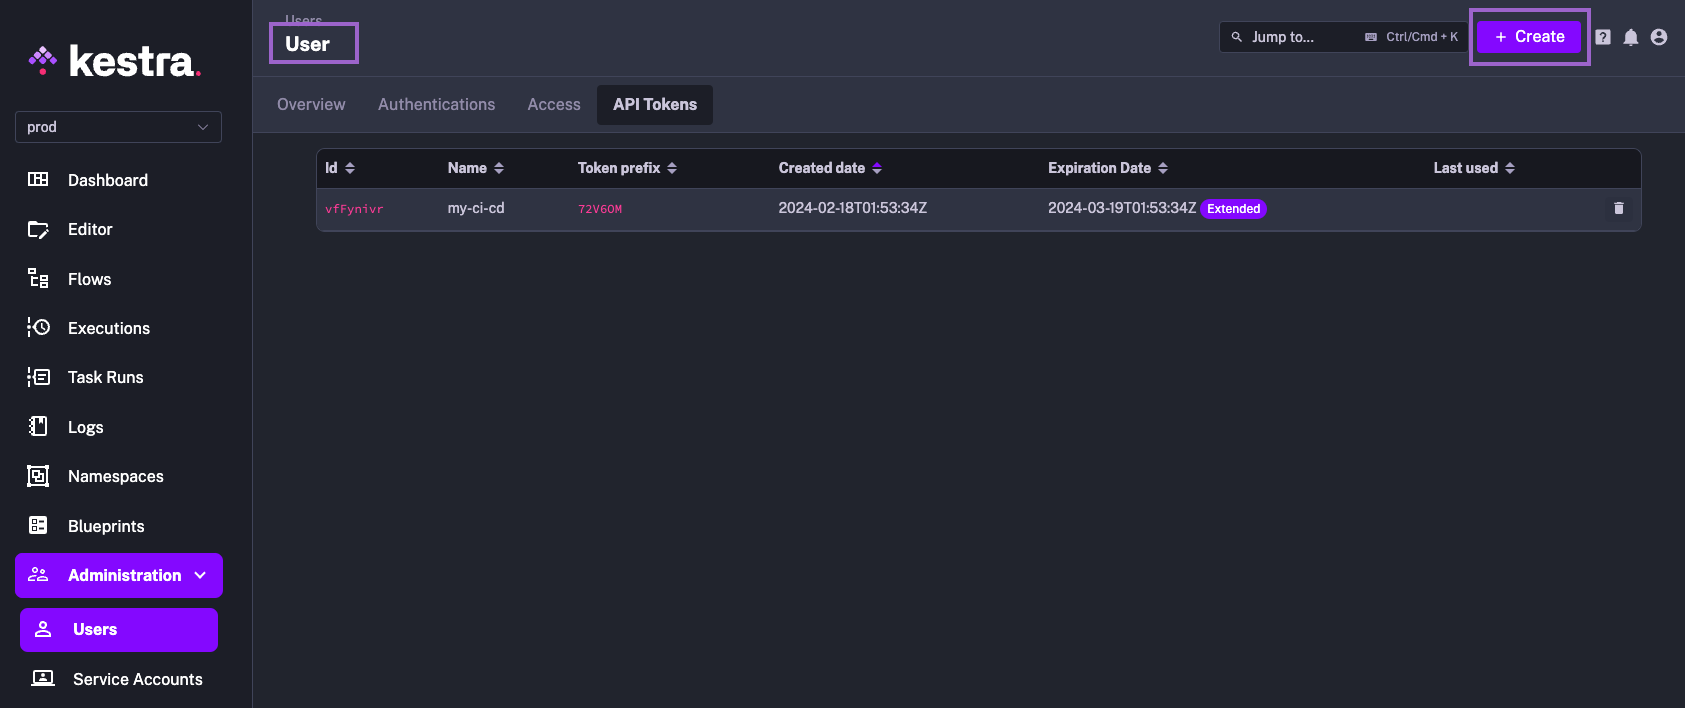 kestra.
prod
Dashboard
Editor
Flows
Executions
Task Runs
Logs
Namespaces
Blueprints
Administration
Users
Service Accounts
Users
User
Jump to...
Ctrl/Cmd + K
+ Create
?
Overview
Authentications
Access
API Tokens
Id Name Token prefix Created date Expiration Date Last used
vfFynivr my-ci-cd 72V6OM 2024-02-18T01:53:34Z 2024-03-19T01:53:34Z Extended